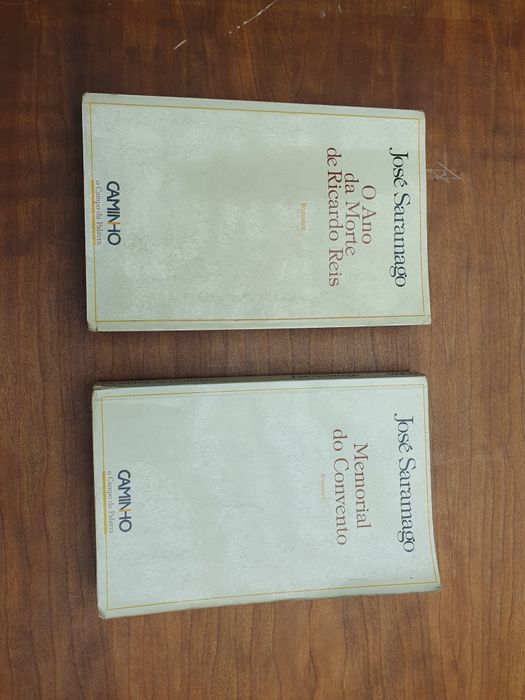 José Saramago
O Ano
da Morte
de Ricardo Reis
Romance
CAMINHO
o Campo da Palavra
José Saramago
Memorial
do Convento
Romance
CAMINHO
o Campo da Palavra